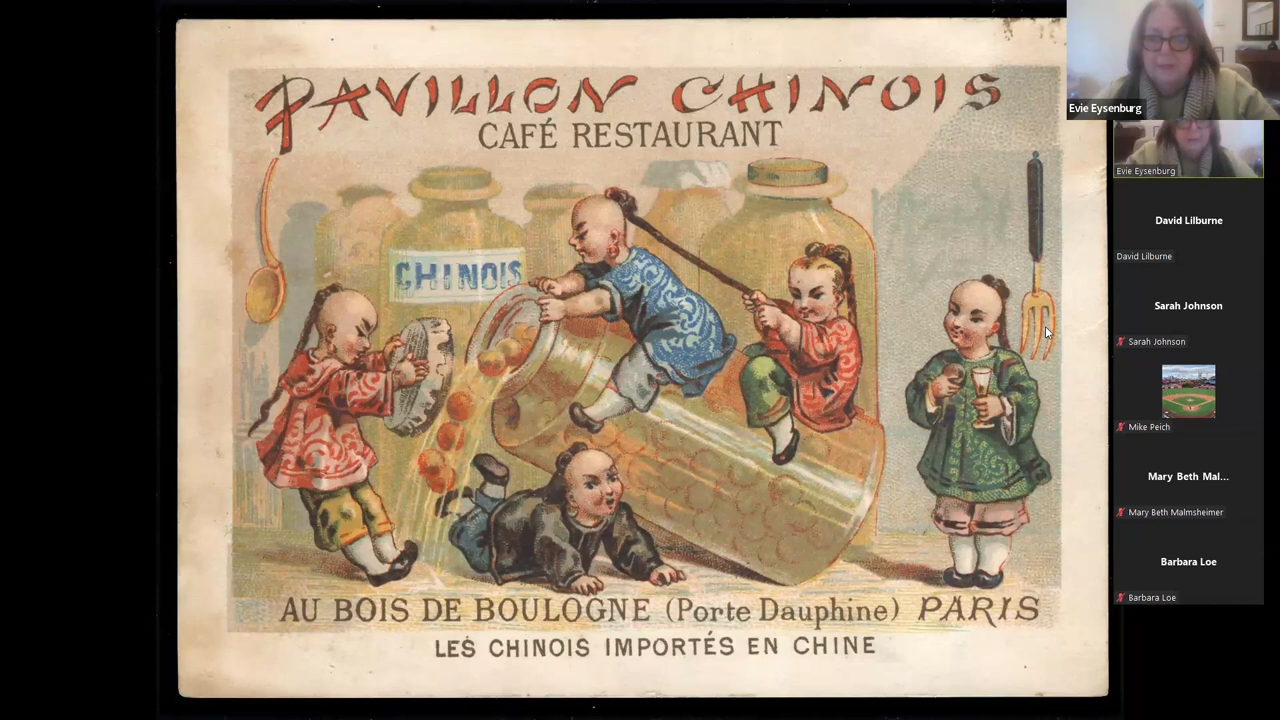 PAVILLON CHINOIS
CAFÉ RESTAURANT
CHINOIS
AU BOIS DE BOULOGNE (Porte Dauphine) PARIS
LES CHINOIS IMPORTÉS EN CHINE
Evie Eysenburg
Evie Eysenburg
David Lilburne
David Lilburne
Sarah Johnson
Sarah Johnson
Mike Peich
Mary Beth Mal...
Mary Beth Malmsheimer
Barbara Loe
Barbara Loe